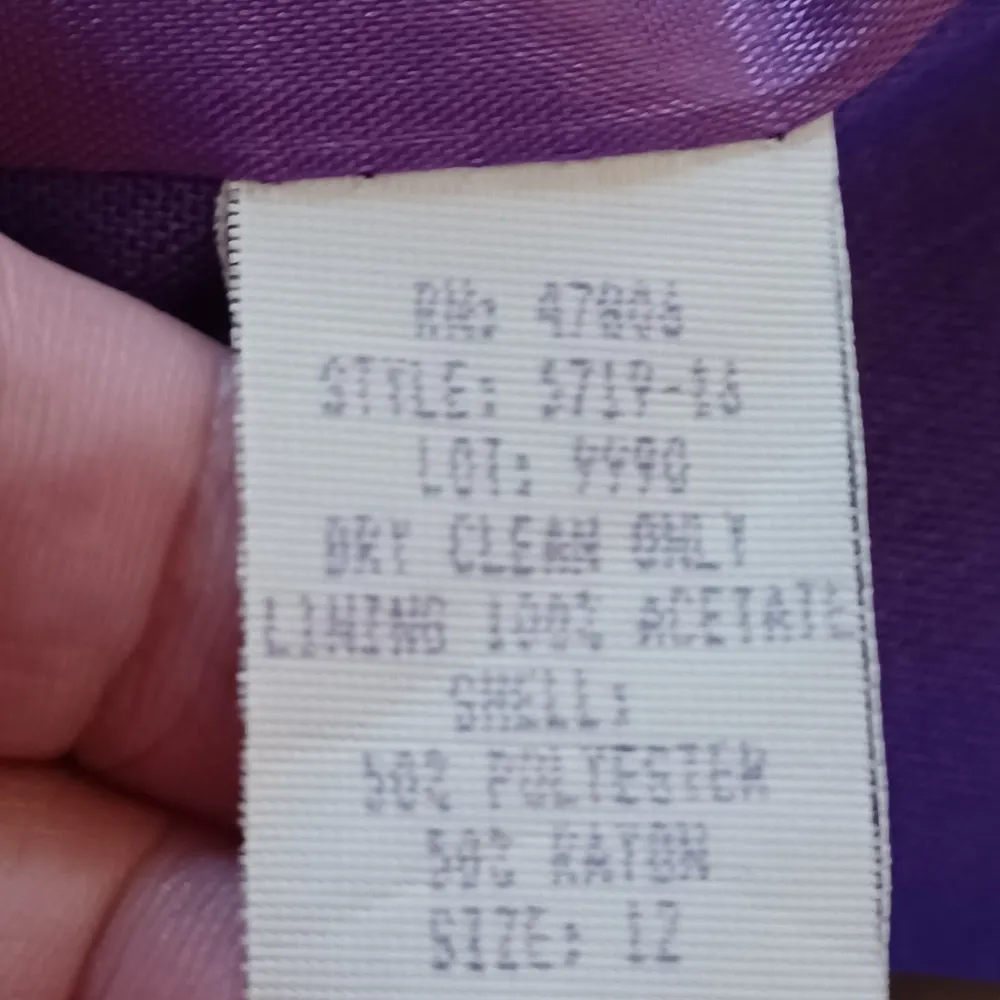 RN: 47806
STYLE: 5719-16
LOT: 9990
DRY CLEAN ONLY
LINING 100% ACETATE
SHELL:
50% POLYESTER
50% RAYON
SIZE: 12